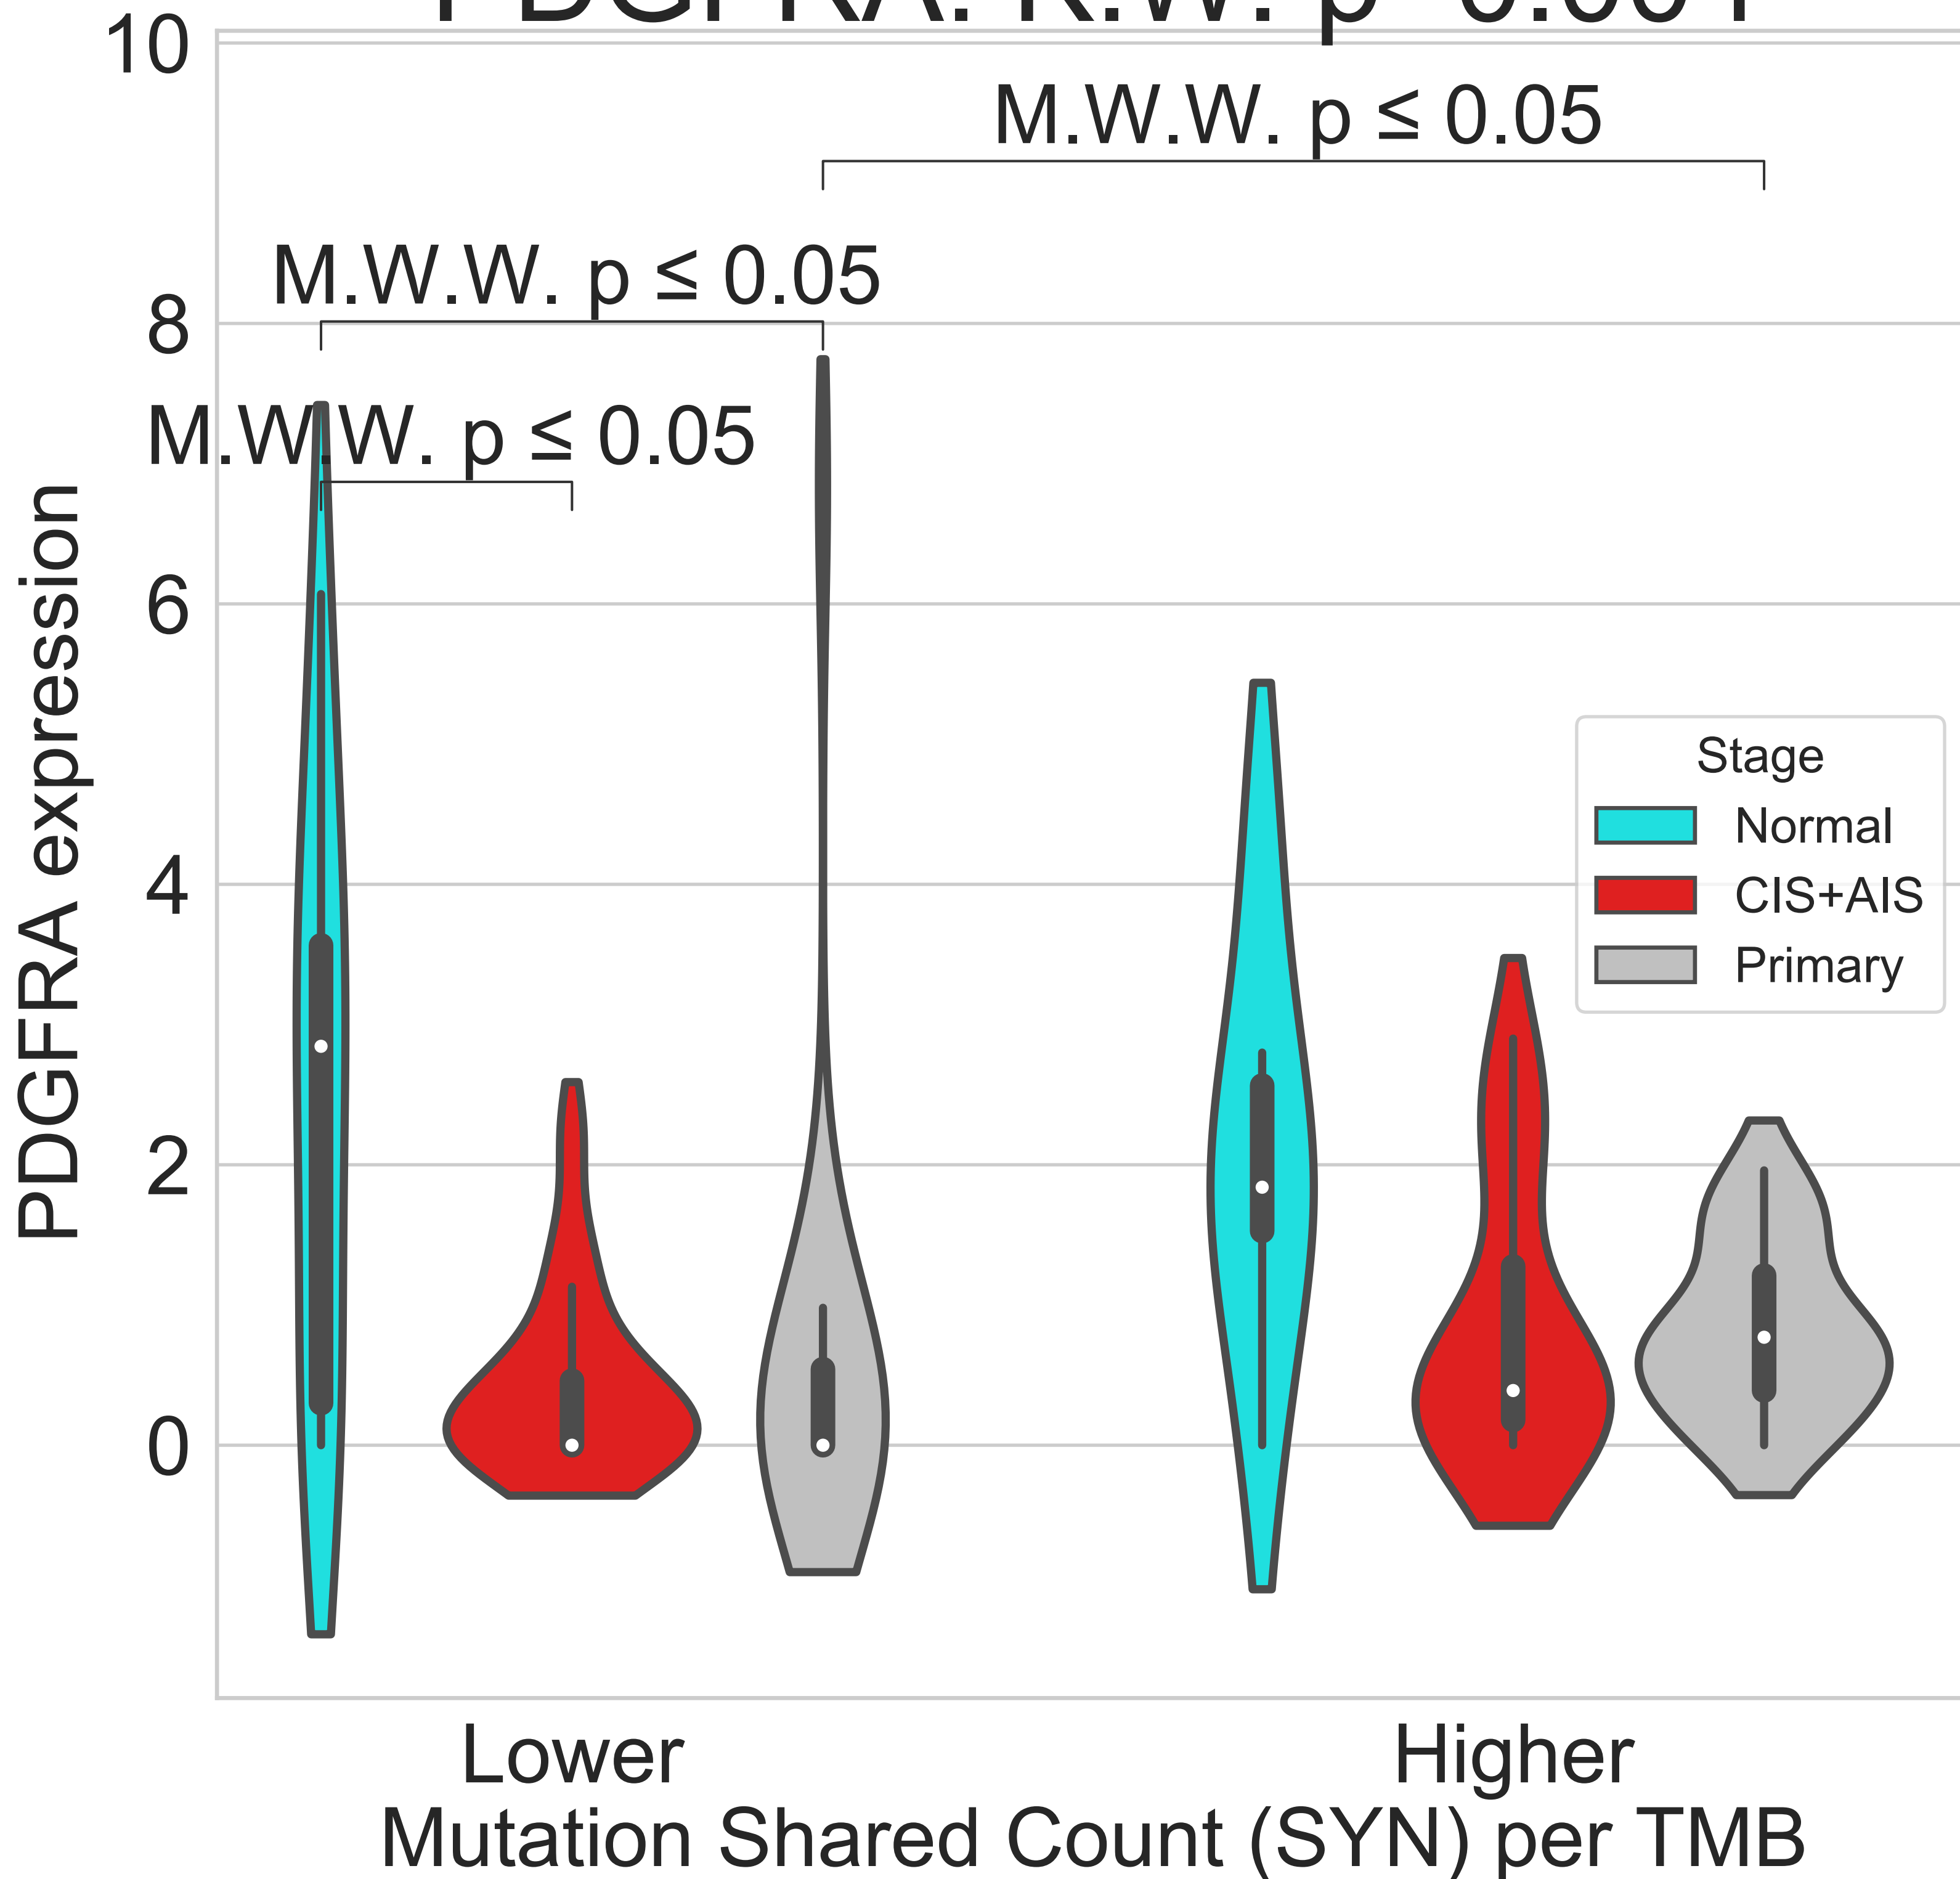 10
M.W.W. p ≤ 0.05
M.W.W. p ≤ 0.05
8
M.W.W. p ≤ 0.05
6
4
2
0
PDGFRA expression
Stage
Normal
CIS+AIS
Primary
Lower
Higher
Mutation Shared Count (SYN) per TMB